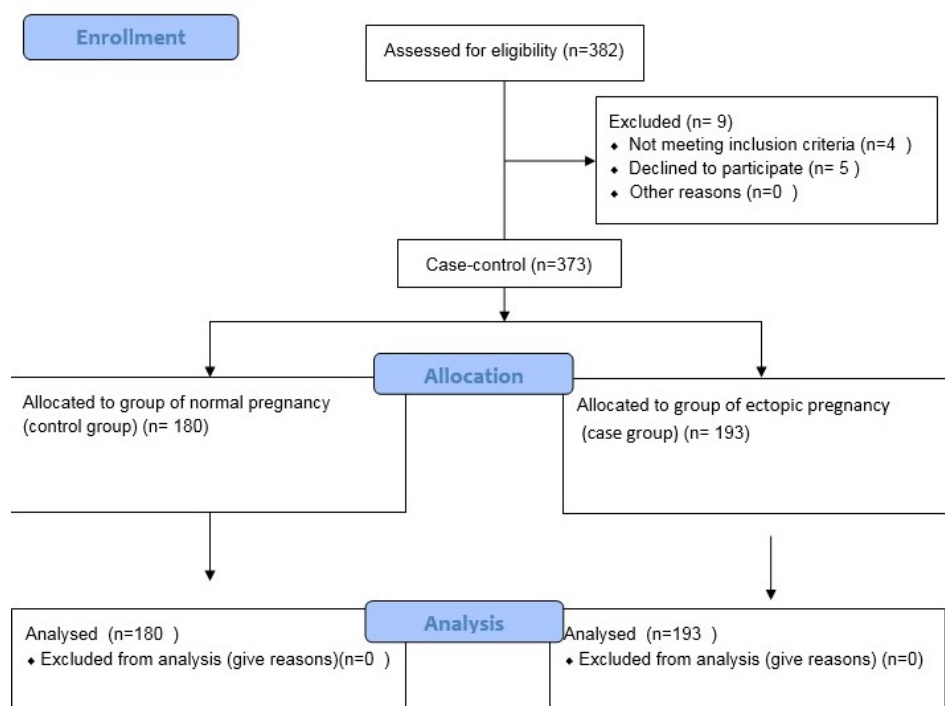 Enrollment
Assessed for eligibility (n=382)
Excluded (n= 9)
♦ Not meeting inclusion criteria (n=4 )
♦ Declined to participate (n= 5 )
♦ Other reasons (n=0 )
Case-control (n=373)
Allocation
Allocated to group of normal pregnancy
(control group) (n= 180)
Allocated to group of ectopic pregnancy
(case group) (n= 193)
Analysis
Analysed (n=180 )
♦ Excluded from analysis (give reasons)(n=0 )
Analysed (n=193 )
♦ Excluded from analysis (give reasons) (n=0)